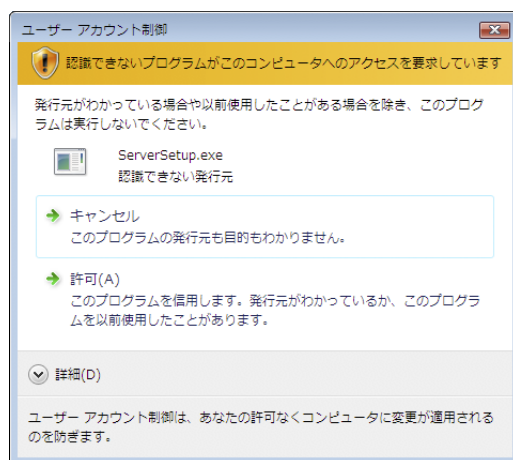 ユーザー アカウント制御
認識できないプログラムがこのコンピュータへのアクセスを要求しています
発行元がわかっている場合や以前使用したことがある場合を除き、このプログ
ラムは実行しないでください。
ServerSetup.exe
認識できない発行元
キャンセル
このプログラムの発行元も目的もわかりません。
許可(A)
このプログラムを信用します。発行元がわかっているか、このプログラ
ムを以前使用したことがあります。
詳細(D)
ユーザー アカウント制御は、あなたの許可なくコンピュータに変更が適用される
のを防ぎます。